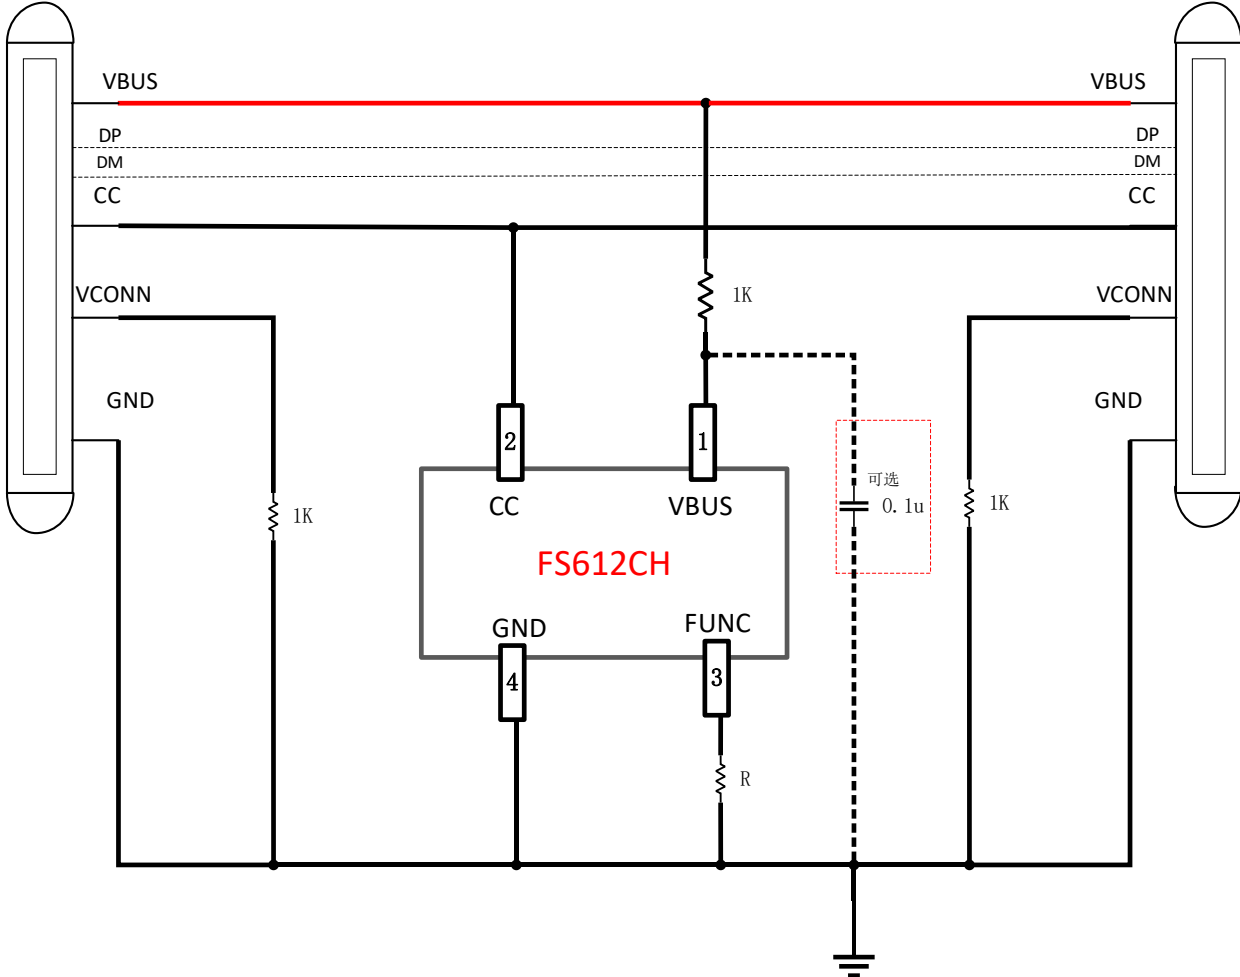 VBUS
VBUS
DP
DP
DM
DM
CC
CC
VCONN
1K
VCONN
GND
GND
2
1
可选
0.1u
CC
VBUS
1K
1K
FS612CH
GND
FUNC
4
3
R